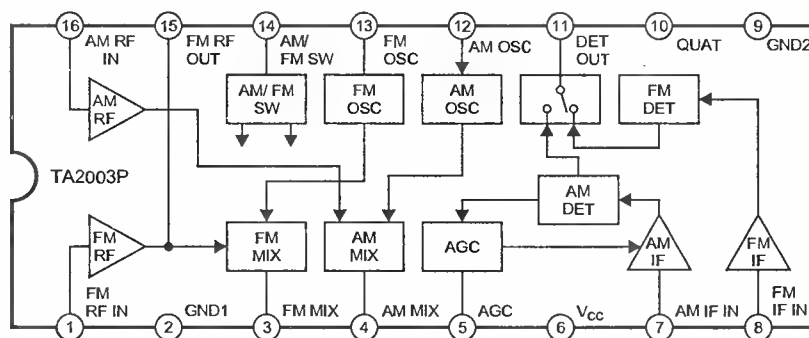 16 15 14 13 12 11 10 9
AM RF IN
FM RF OUT
AM/ FM SW
FM OSC
AM OSC
DET OUT
QUAT
GND2
AM RF
AM/ FM SW
FM OSC
AM OSC
FM DET
TA2003P
AM DET
FM RF
FM MIX
AM MIX
AGC
AM IF
FM IF
FM RF IN
GND1
FM MIX
AM MIX
AGC
Vcc
AM IF IN
FM IF IN
1 2 3 4 5 6 7 8